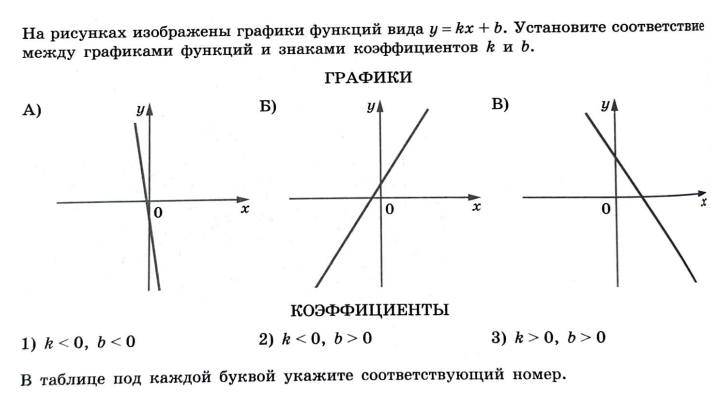 На рисунках изображены графики функций вида y = kx + b. Установите соответствие
между графиками функций и знаками коэффициентов k и b.
ГРАФИКИ
А)
y
0
x
Б)
y
0
x
В)
y
0
x
КОЭФФИЦИЕНТЫ
1) k < 0, b < 0
2) k < 0, b > 0
3) k > 0, b > 0
В таблице под каждой буквой укажите соответствующий номер.